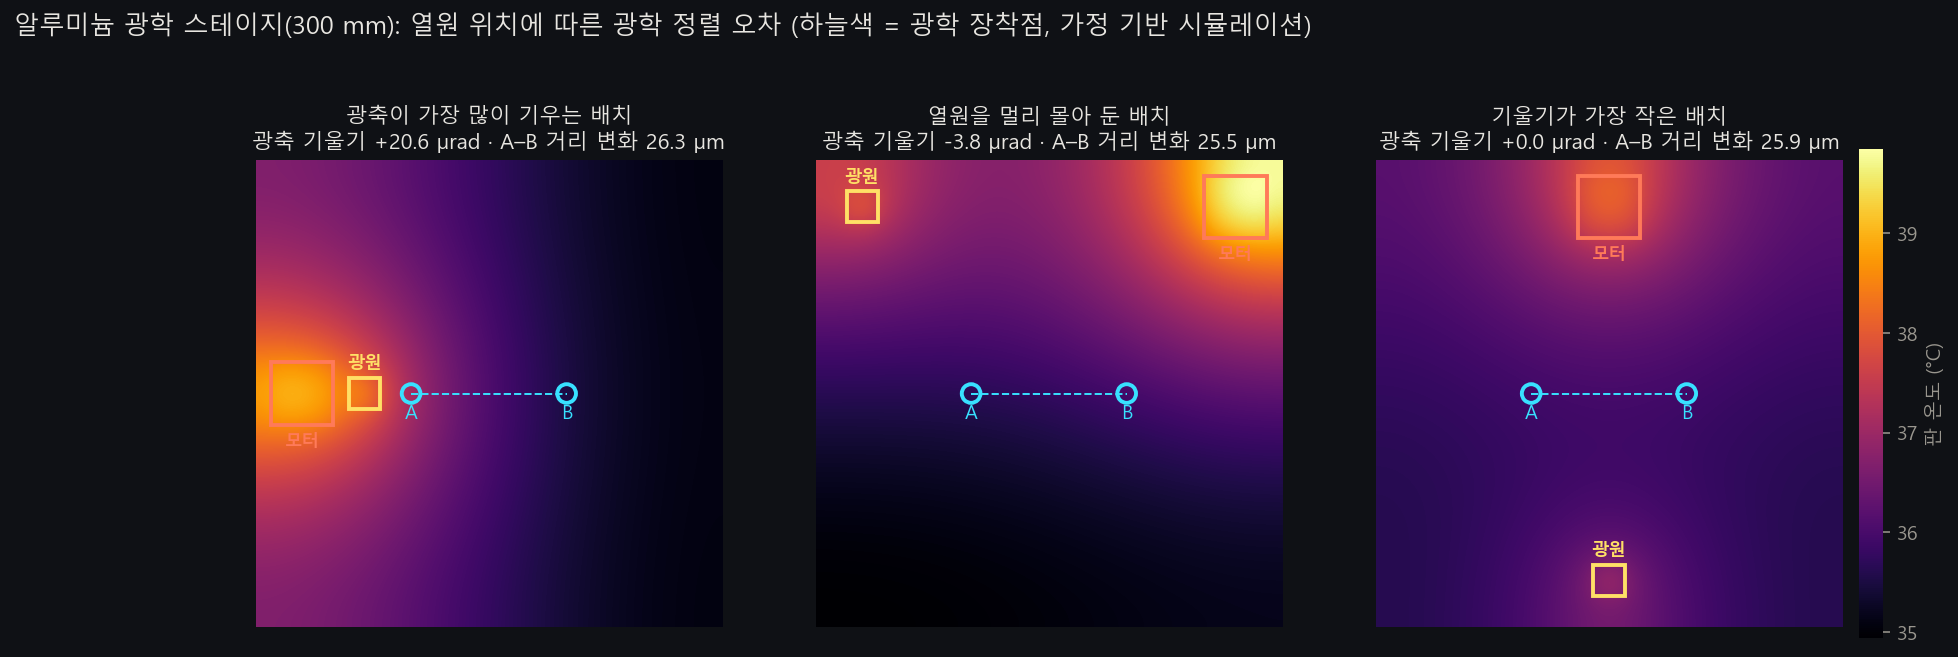 알루미늄 광학 스테이지(300 mm): 열원 위치에 따른 광학 정렬 오차 (하늘색 = 광학 장착점, 가정 기반 시뮬레이션)
광축이 가장 많이 기우는 배치
광축 기울기 +20.6 µrad · A–B 거리 변화 26.3 µm
광원
모터
A
B
열원을 멀리 몰아 둔 배치
광축 기울기 -3.8 µrad · A–B 거리 변화 25.5 µm
광원
모터
A
B
기울기가 가장 작은 배치
광축 기울기 +0.0 µrad · A–B 거리 변화 25.9 µm
모터
A
B
광원
39
38
37
36
35
판 온도 (°C)